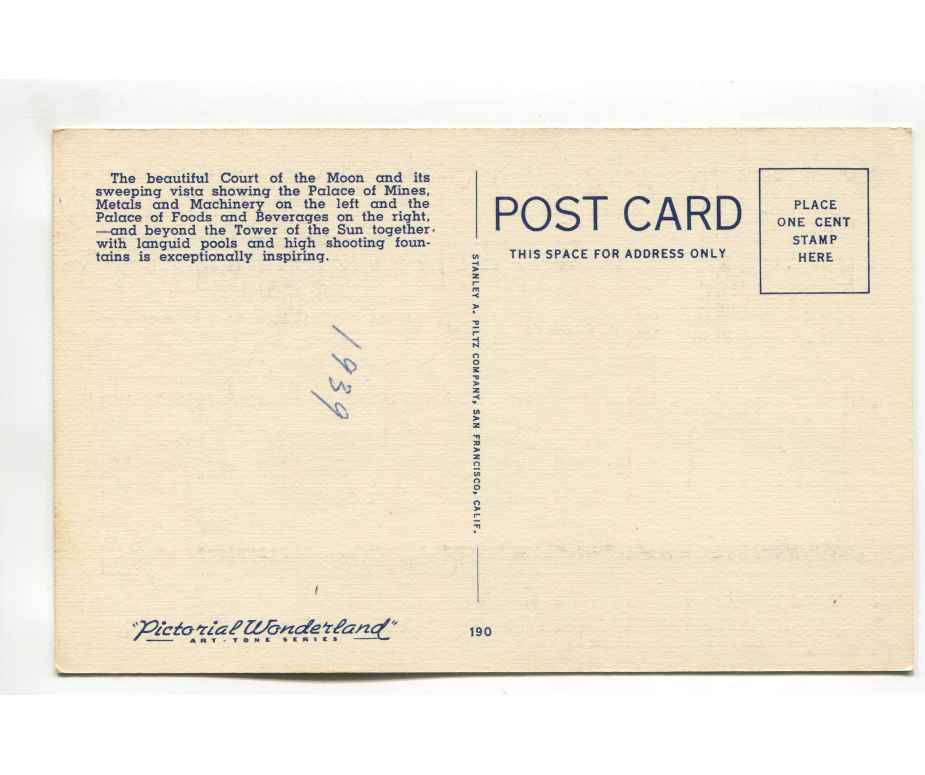 The beautiful Court of the Moon and its
sweeping vista showing the Palace of Mines,
Metals and Machinery on the left and the
Palace of Foods and Beverages on the right,
—and beyond the Tower of the Sun together
with languid pools and high shooting foun-
tains is exceptionally inspiring.
1939
"Pictorial Wonderland"
ART-TONE SERIES
STANLEY A. PILTZ COMPANY, SAN FRANCISCO, CALIF.
190
POST CARD
THIS SPACE FOR ADDRESS ONLY
PLACE
ONE CENT
STAMP
HERE